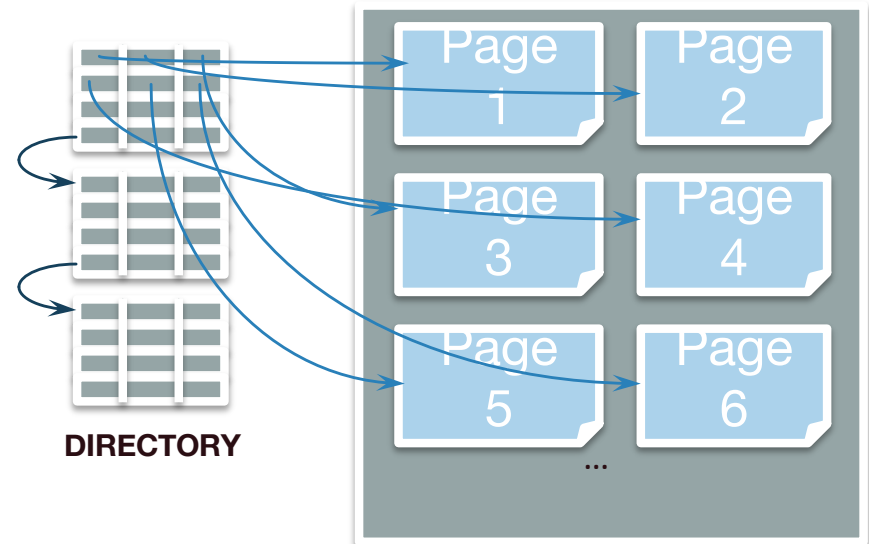 Page
1
Page
2
Page
3
Page
4
Page
5
Page
6
...
DIRECTORY